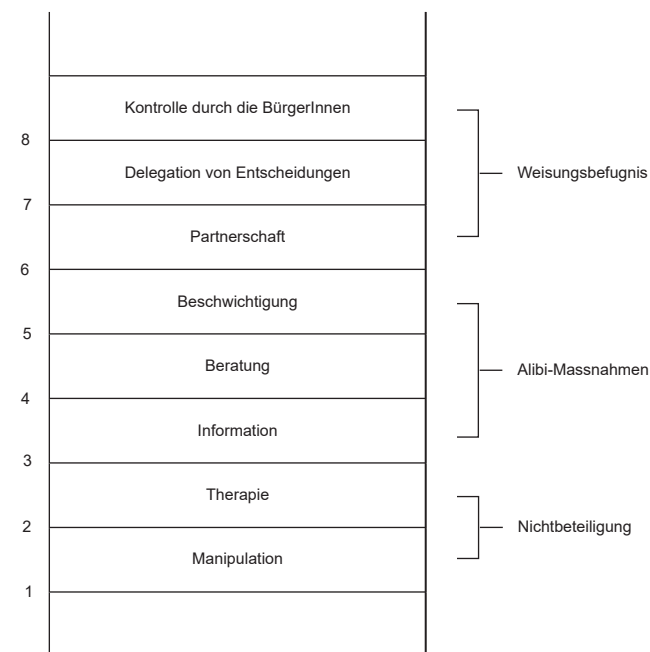 Kontrolle durch die BürgerInnen
8
Delegation von Entscheidungen
Weisungsbefugnis
7
Partnerschaft
6
Beschwichtigung
5
Beratung
Alibi-Massnahmen
4
Information
3
Therapie
2
Nichtbeteiligung
Manipulation
1